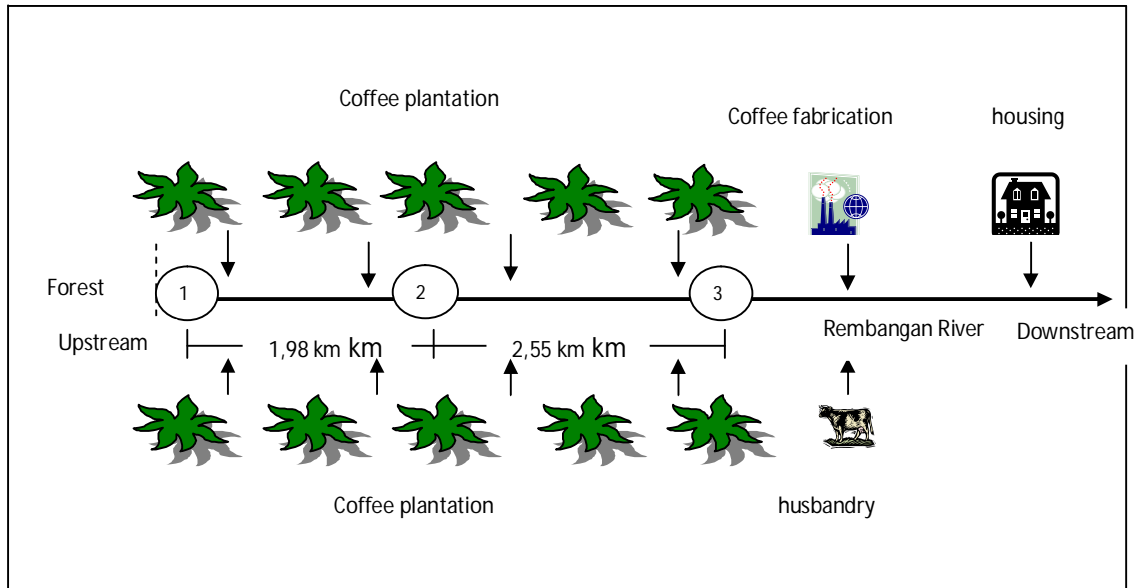 Coffee plantation
Coffee fabrication
housing
Forest
1
2
3
Upstream
1,98 km km
2,55 km km
Rembangan River
Downstream
Coffee plantation
husbandry